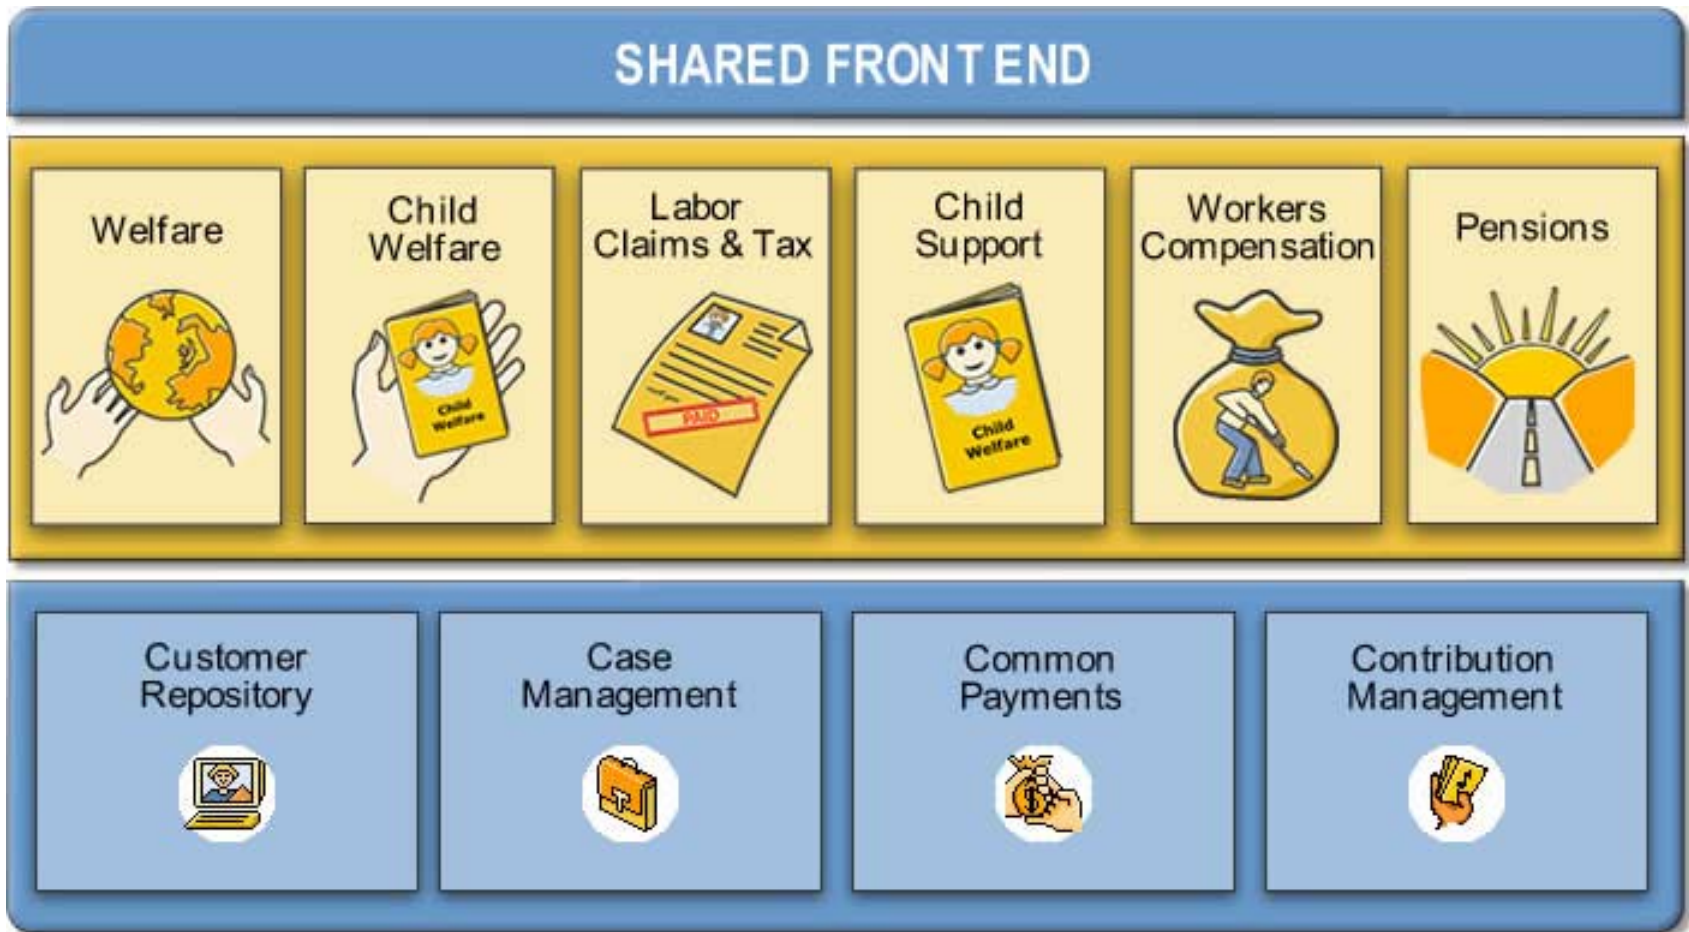 SHARED FRONT END
Welfare
Child
Welfare
Labor
Claims & Tax
Child
Support
Workers
Compensation
Pensions
Child
Welfare
PAID
Child
Welfare
Customer
Repository
Case
Management
Common
Payments
Contribution
Management
$